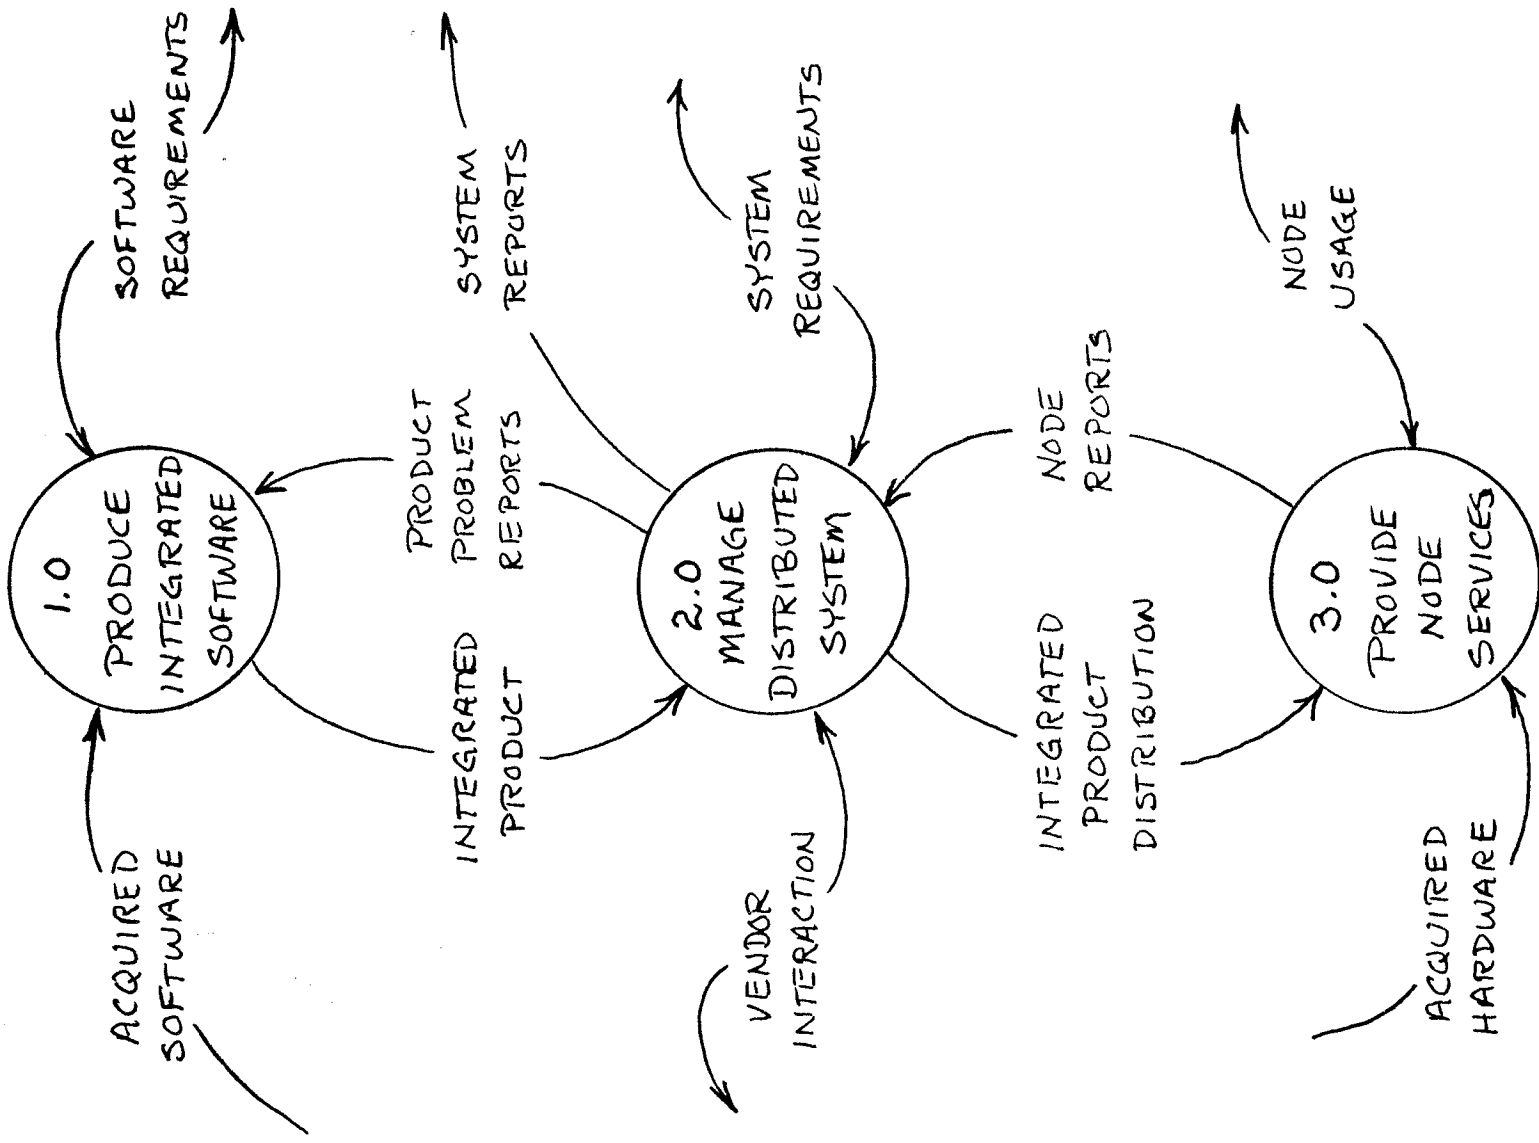 SOFTWARE
REQUIREMENTS
SYSTEM
REPORTS
SYSTEM
REQUIREMENTS
NODE
USAGE
1.0
PRODUCE
INTEGRATED
SOFTWARE
PRODUCT
PROBLEM
REPORTS
2.0
MANAGE
DISTRIBUTED
SYSTEM
NODE
REPORTS
3.0
PROVIDE
NODE
SERVICES
INTEGRATED
PRODUCT
INTEGRATED
PRODUCT
DISTRIBUTION
ACQUIRED
SOFTWARE
VENDOR
INTERACTION
ACQUIRED
HARDWARE